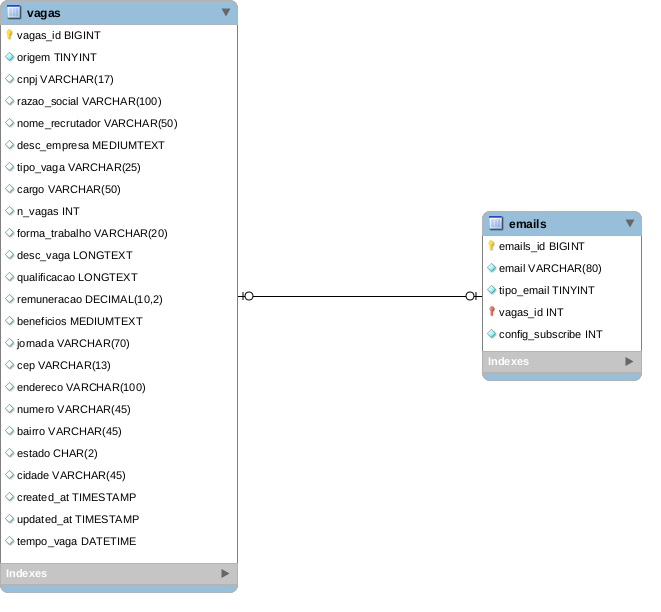 vagas
vagas_id BIGINT
origem TINYINT
cnpj VARCHAR(17)
razao_social VARCHAR(100)
nome_recrutador VARCHAR(50)
desc_empresa MEDIUMTEXT
tipo_vaga VARCHAR(25)
cargo VARCHAR(50)
n_vagas INT
forma_trabalho VARCHAR(20)
desc_vaga LONGTEXT
qualificacao LONGTEXT
remuneracao DECIMAL(10,2)
beneficios MEDIUMTEXT
jornada VARCHAR(70)
cep VARCHAR(13)
endereco VARCHAR(100)
numero VARCHAR(45)
bairro VARCHAR(45)
estado CHAR(2)
cidade VARCHAR(45)
created_at TIMESTAMP
updated_at TIMESTAMP
tempo_vaga DATETIME
Indexes
emails
emails_id BIGINT
email VARCHAR(80)
tipo_email TINYINT
vagas_id INT
config_subscribe INT
Indexes